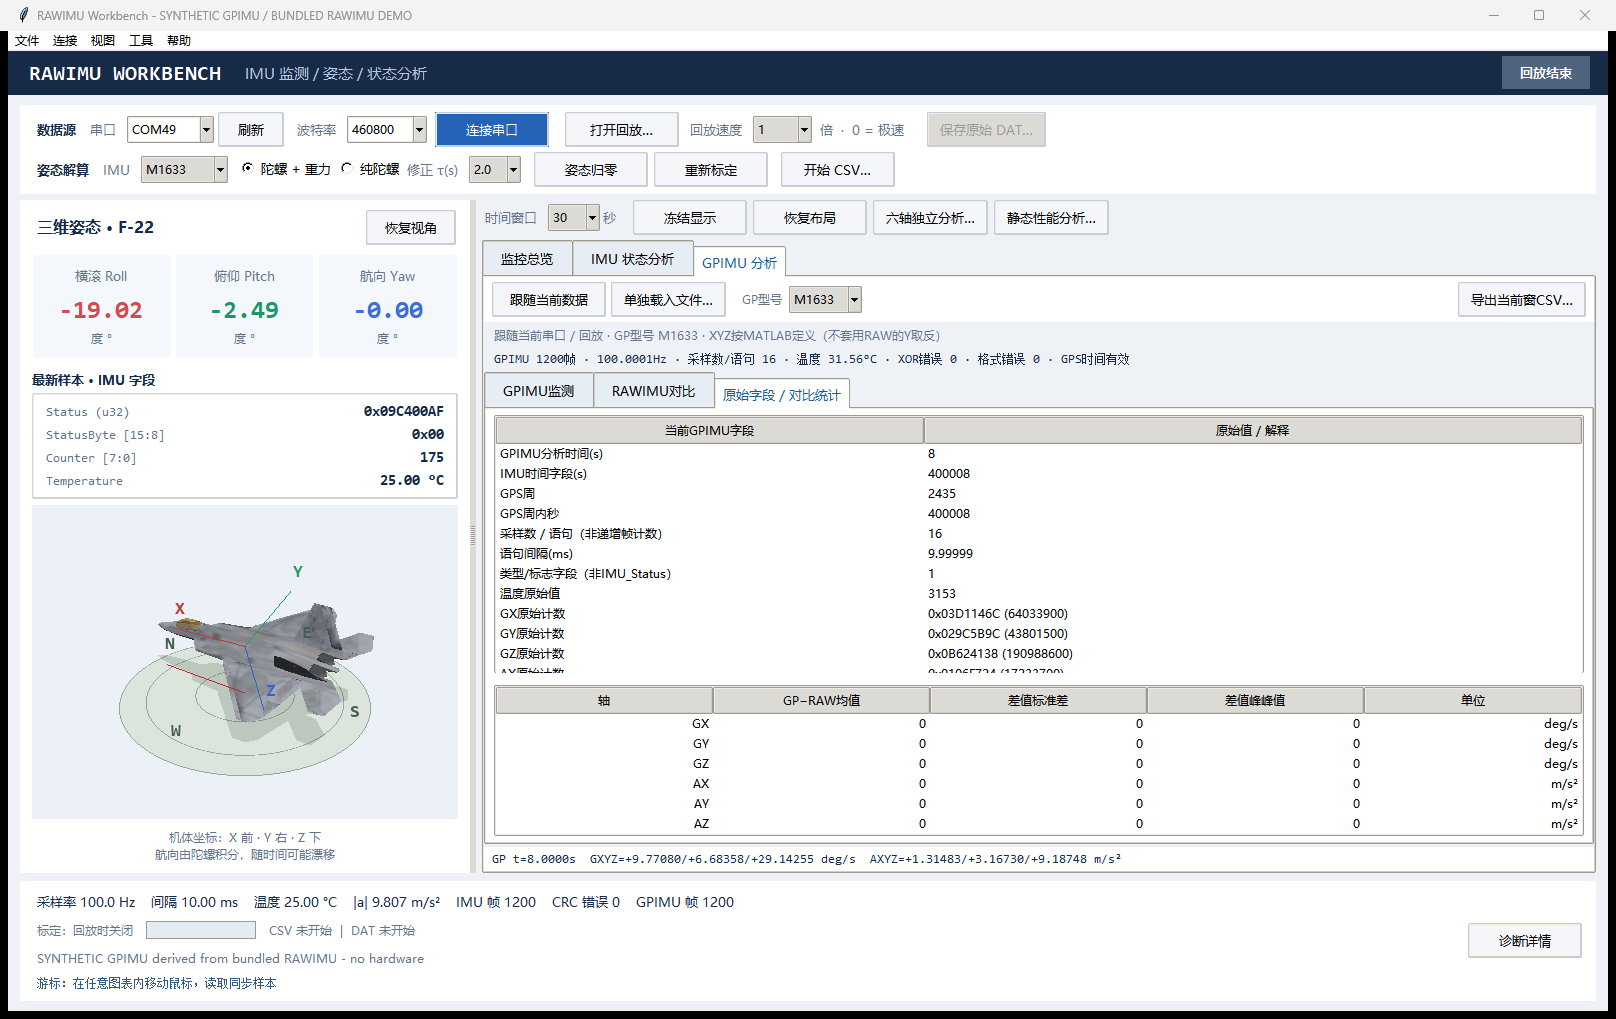 RAWIMU Workbench - SYNTHETIC GPIMU / BUNDLED RAWIMU DEMO
文件 连接 视图 工具 帮助
RAWIMU WORKBENCH IMU 监测 / 姿态 / 状态分析 回放结束
数据源 串口 COM49 刷新 波特率 460800 连接串口 打开回放... 回放速度 1 倍 · 0 = 极速 保存原始 DAT...
姿态解算 IMU M1633 陀螺 + 重力 纯陀螺 修正 τ(s) 2.0 姿态归零 重新标定 开始 CSV...
三维姿态 • F-22 恢复视角
横滚 Roll 俯仰 Pitch 航向 Yaw
-19.02 -2.49 -0.00
度 ° 度 ° 度 °
最新样本 • IMU 字段
Status (u32) 0x09C400AF
StatusByte [15:8] 0x00
Counter [7:0] 175
Temperature 25.00 °C
Y
X
N E
Z
W S
机体坐标：X 前 · Y 右 · Z 下
航向由陀螺积分，随时间可能漂移
时间窗口 30 秒 冻结显示 恢复布局 六轴独立分析... 静态性能分析...
监控总览 IMU 状态分析 GPIMU 分析
跟随当前数据 单独载入文件... GP型号 M1633 导出当前窗CSV...
跟随当前串口 / 回放 · GP型号 M1633 · XYZ按MATLAB定义（不套用RAW的Y取反）
GPIMU 1200帧 · 100.0001Hz · 采样数/语句 16 · 温度 31.56°C · XOR错误 0 · 格式错误 0 · GPS时间有效
GPIMU监测 RAWIMU对比 原始字段 / 对比统计
当前GPIMU字段 原始值 / 解释
GPIMU分析时间(s) 8
IMU时间字段(s) 400008
GPS周 2435
GPS周内秒 400008
采样数 / 语句（非递增帧计数） 16
语句间隔(ms) 9.99999
类型/标志字段（非IMU_Status） 1
温度原始值 3153
GX原始计数 0x03D1146C (64033900)
GY原始计数 0x029C5B9C (43801500)
GZ原始计数 0x0B624138 (190988600)
AX原始计数
轴 GP−RAW均值 差值标准差 差值峰峰值 单位
GX 0 0 0 deg/s
GY 0 0 0 deg/s
GZ 0 0 0 deg/s
AX 0 0 0 m/s²
AY 0 0 0 m/s²
AZ 0 0 0 m/s²
GP t=8.0000s GXYZ=+9.77080/+6.68358/+29.14255 deg/s AXYZ=+1.31483/+3.16730/+9.18748 m/s²
采样率 100.0 Hz 间隔 10.00 ms 温度 25.00 °C |a| 9.807 m/s² IMU 帧 1200 CRC 错误 0 GPIMU 帧 1200
标定：回放时关闭 CSV 未开始 | DAT 未开始
诊断详情
SYNTHETIC GPIMU derived from bundled RAWIMU - no hardware
游标：在任意图表内移动鼠标，读取同步样本